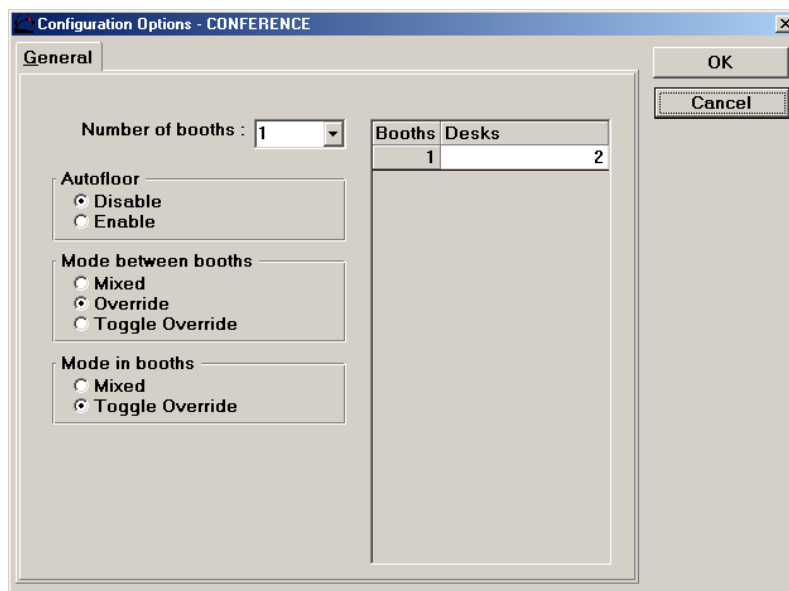 Configuration Options - CONFERENCE
General
OK
Cancel
Number of booths : 1
Booths Desks
1 2
Autofloor
Disable
Enable
Mode between booths
Mixed
Override
Toggle Override
Mode in booths
Mixed
Toggle Override